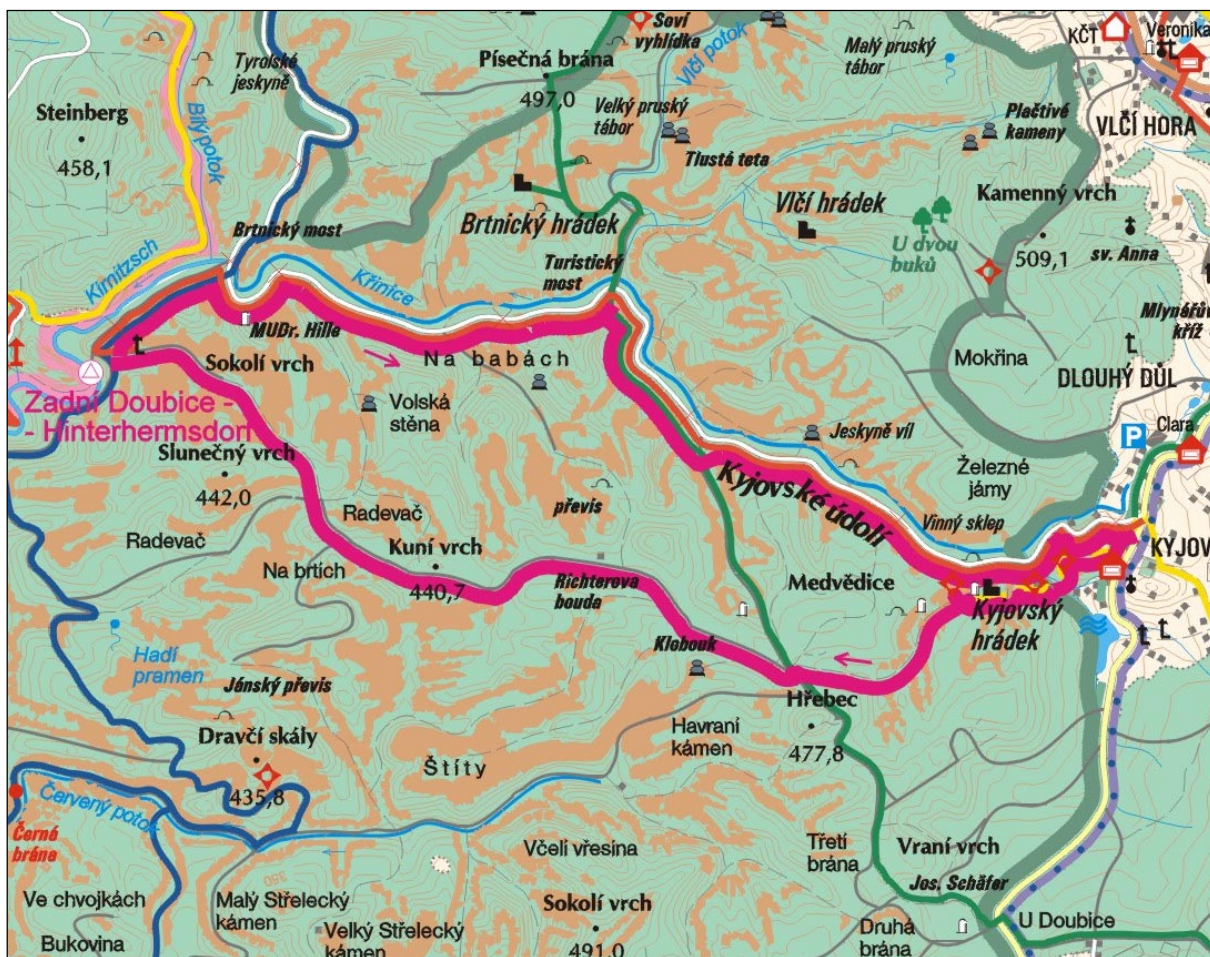 Soví
vyhlídka
KČT
Veronika
Tyrolské
jeskyně
Písečná brána
497,0
Vlčí potok
Malý pruský
tábor
Steinberg
458,1
Bílý potok
Velký pruský
tábor
Plačtivé
kameny
VLČÍ HORA
Tlustá teta
Kamenný vrch
509,1
Brtnický hrádek
Vlčí hrádek
U dvou
buků
sv. Anna
Brtnický most
Turistický
most
Kirnitzsch
Křinice
400
Mlynářův
kříž
MUDr. Hille
Na babách
Mokřina
DLOUHÝ DŮL
Sokolí vrch
Zadní Doubice -
- Hinterhermsdorf
Volská
stěna
P
Clara
Slunečný vrch
442,0
Jeskyně víl
Železné
jámy
Kyjovské údolí
Radevač
Radevač
převis
Vinný sklep
Kuní vrch
440,7
KYJOV
Na brtích
Richterova
bouda
Medvědice
Kyjovský
hrádek
Hadí
pramen
Klobouk
Jánský převis
Hřebec
477,8
Dravčí skály
435,8
Havraní
kámen
Štíty
Červený potok
Černá
brána
Včelí vřesina
Třetí
brána
Vraní vrch
350
Jos. Schäfer
Ve chvojkách
Malý Střelecký
kámen
Sokolí vrch
491,0
U Doubice
Bukovina
Velký Střelecký
kámen
Druhá
brána